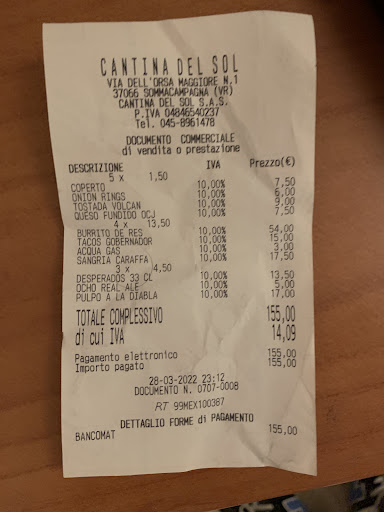 CANTINA DEL SOL
VIA DELL'ORSA MAGGIORE N.1
37066 SOMMACAMPAGNA (VR)
CANTINA DEL SOL S.A.S.
P.IVA 04846540237
Tel. 045-8961478
DOCUMENTO COMMERCIALE
di vendita o prestazione
DESCRIZIONE IVA Prezzo(€)
5 x 1,50
COPERTO 10,00% 7,50
ONION RINGS 10,00% 6,00
TOSTADA VOLCAN 10,00% 9,00
QUESO FUNDIDO OCJ 10,00% 7,50
4 x 13,50
BURRITO DE RES 10,00% 54,00
TACOS GOBERNADOR 10,00% 15,00
ACQUA GAS 10,00% 3,00
SANGRIA CARAFFA 10,00% 17,50
3 x 4,50
DESPERADOS 33 CL 10,00% 13,50
OCHO REAL ALE 10,00% 5,00
PULPO A LA DIABLA 10,00% 17,00
TOTALE COMPLESSIVO 155,00
di cui IVA 14,09
Pagamento elettronico 155,00
Importo pagato 155,00
28-03-2022 23:12
DOCUMENTO N. 0707-0008
RT 99MEX100387
DETTAGLIO FORME di PAGAMENTO
BANCOMAT 155,00